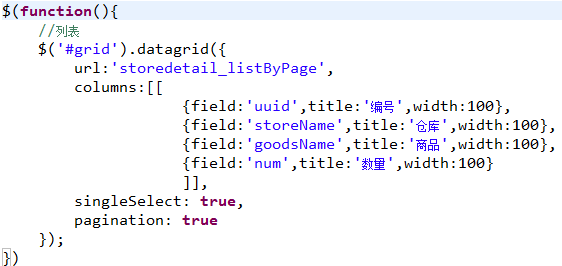 $(function(){
    //列表
    $('#grid').datagrid({
        url:'storedetail_listByPage',
        columns:[[
                {field:'uuid',title:'编号',width:100},
                {field:'storeName',title:'仓库',width:100},
                {field:'goodsName',title:'商品',width:100},
                {field:'num',title:'数量',width:100}
                ]],
        singleSelect: true,
        pagination: true
    });
})